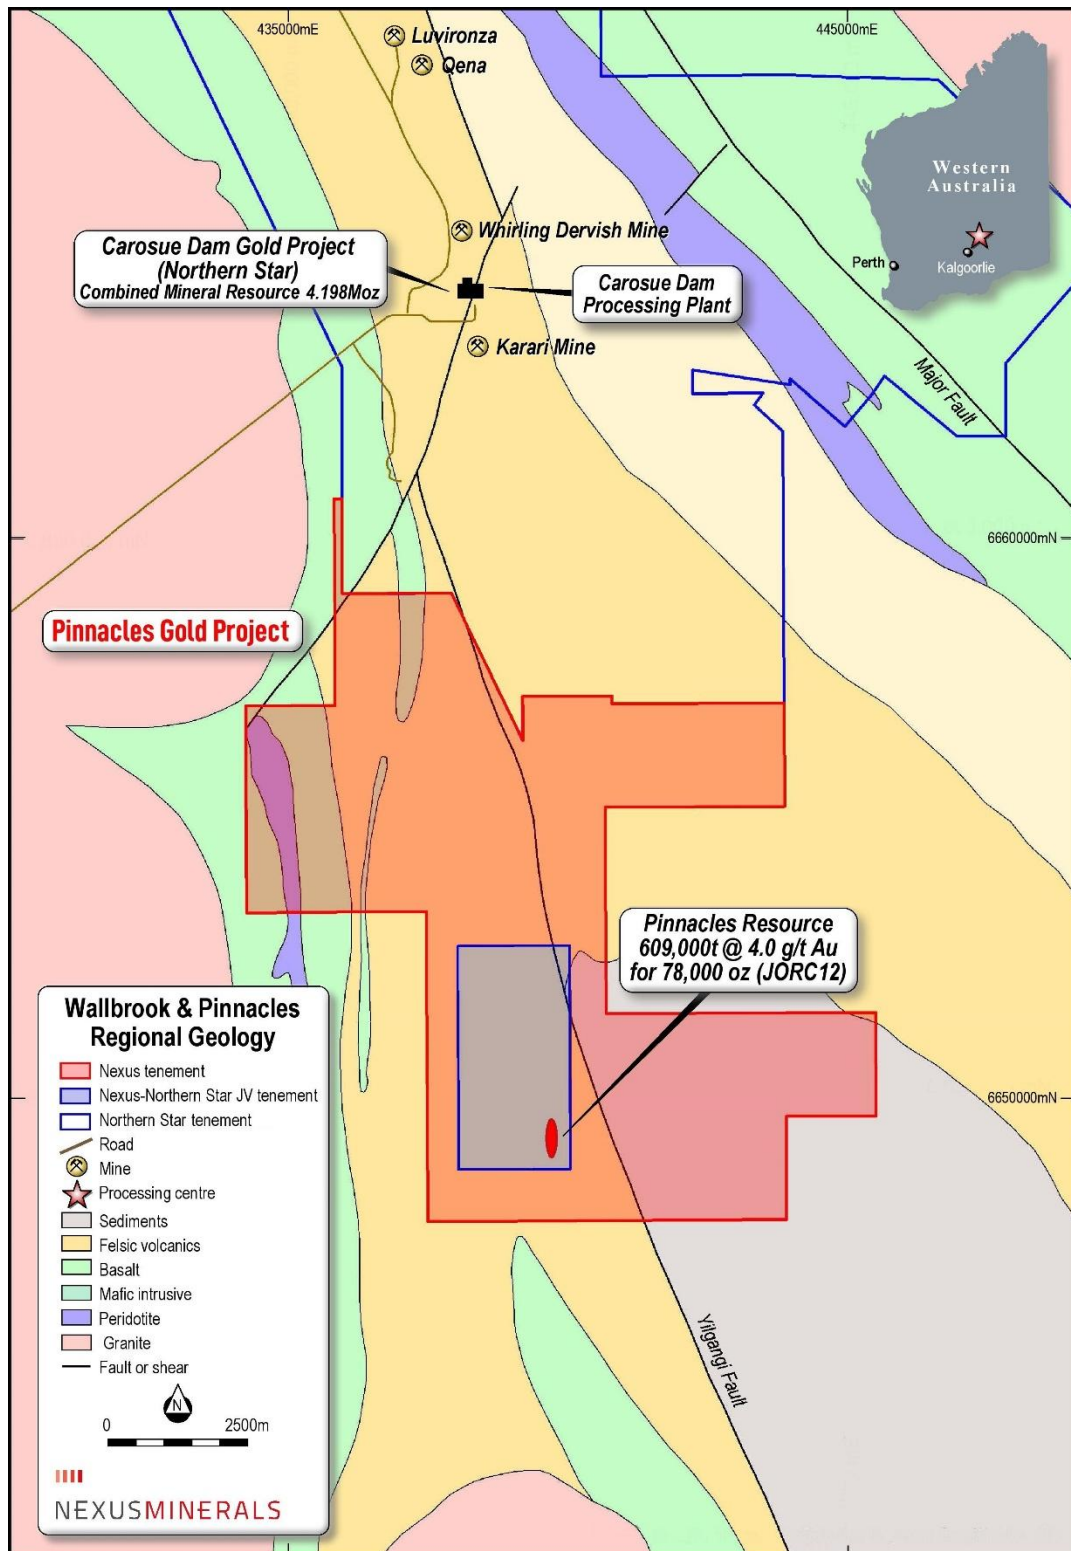 435000mE
445000mE
Luvironza
Qena
Western
Australia
Perth
Kalgoorlie
Whirling Dervish Mine
Carosue Dam Gold Project
(Northern Star)
Combined Mineral Resource 4.198Moz
Carosue Dam
Processing Plant
Karari Mine
Major Fault
6660000mN
Pinnacles Gold Project
Pinnacles Resource
609,000t @ 4.0 g/t Au
for 78,000 oz (JORC12)
6650000mN
Yilgangi Fault
Wallbrook & Pinnacles
Regional Geology
Nexus tenement
Nexus-Northern Star JV tenement
Northern Star tenement
Road
Mine
Processing centre
Sediments
Felsic volcanics
Basalt
Mafic intrusive
Peridotite
Granite
Fault or shear
N
0 2500m
NEXUSMINERALS